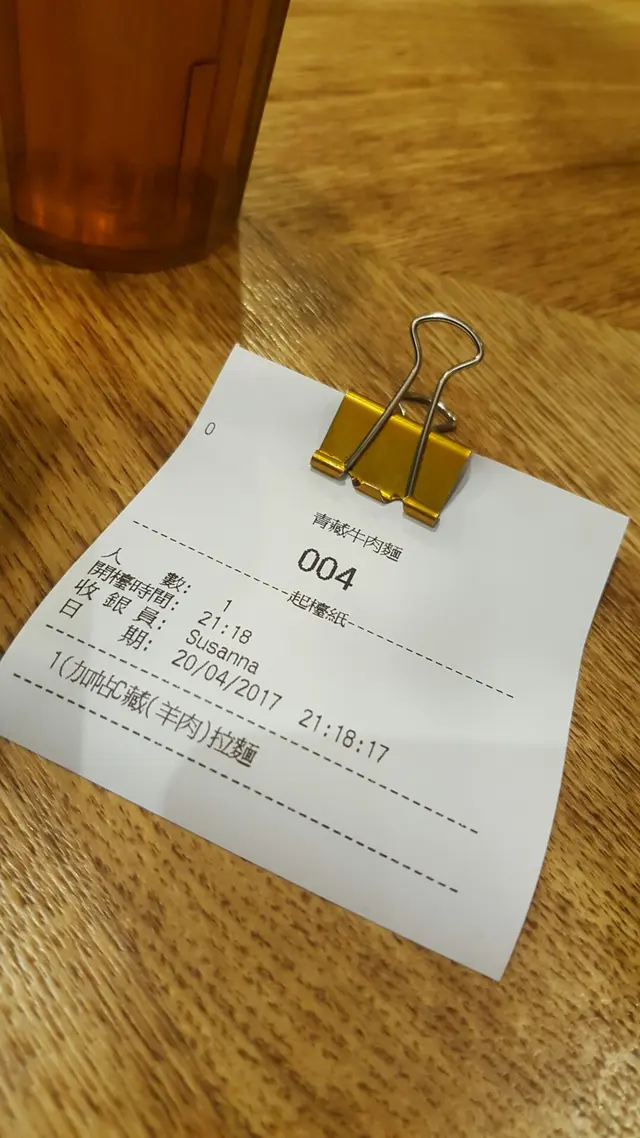 0
青藏牛肉麵
004
起檯紙
人 數: 1
開檯時間: 21:18
收銀員: Susanna
日 期: 20/04/2017 21:18:17
1(加帖C藏(羊肉)拉麵